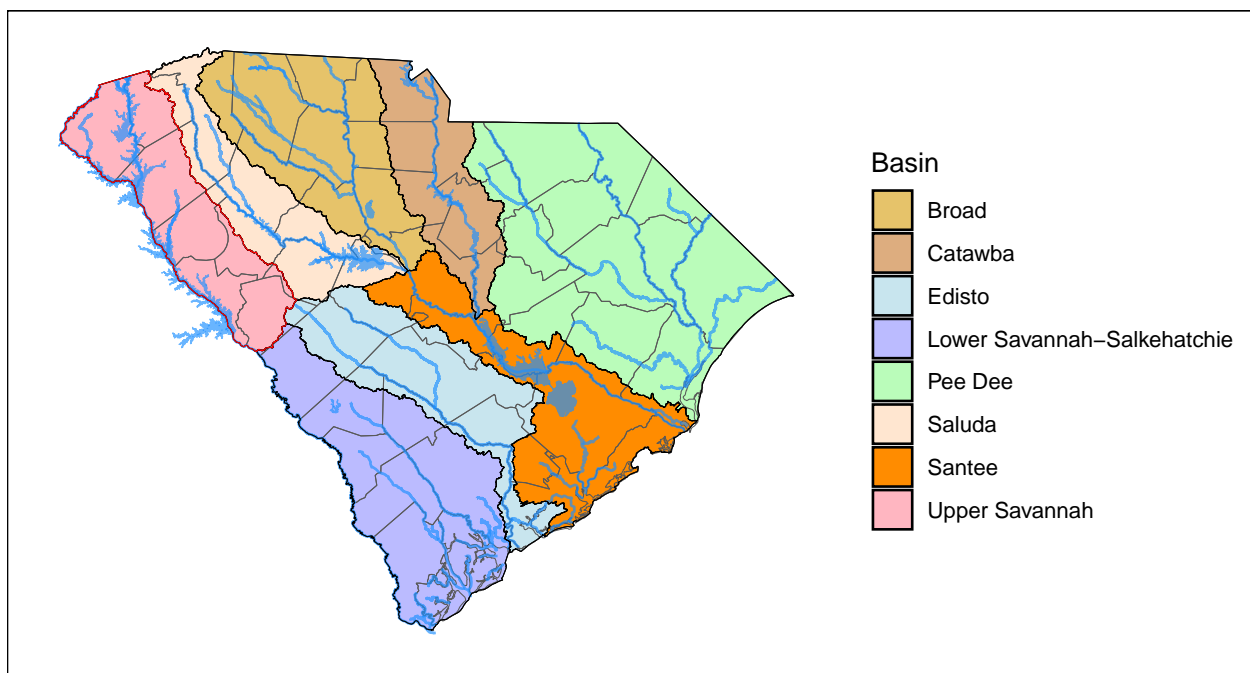 Basin
Broad
Catawba
Edisto
Lower Savannah−Salkehatchie
Pee Dee
Saluda
Santee
Upper Savannah